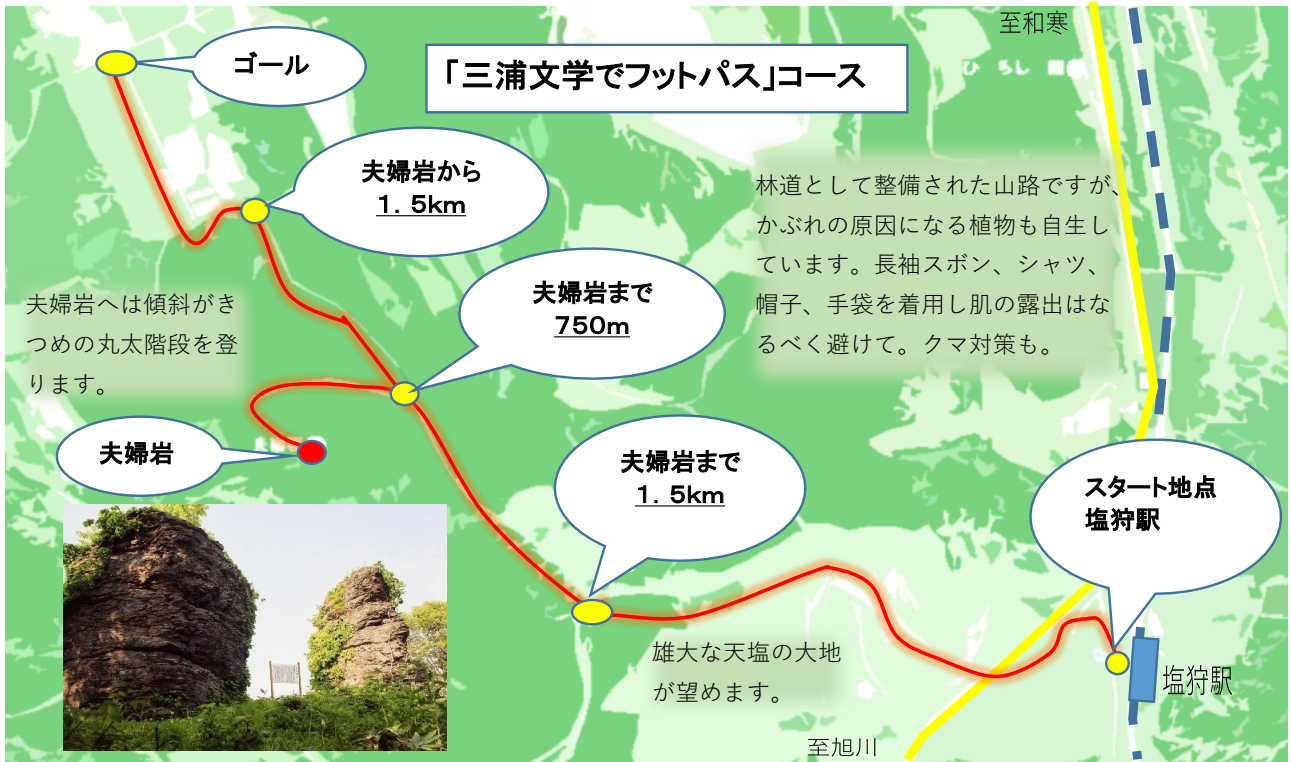 至和寒
ゴール
「三浦文学でフットパス」コース
夫婦岩から
1. 5km
林道として整備された山路ですが、
かぶれの原因になる植物も自生し
ています。長袖スボン、シャツ、
帽子、手袋を着用し肌の露出はな
るべく避けて。クマ対策も。
夫婦岩まで
750m
夫婦岩へは傾斜がき
つめの丸太階段を登
ります。
夫婦岩
夫婦岩まで
1. 5km
スタート地点
塩狩駅
雄大な天塩の大地
が望めます。
塩狩駅
至旭川